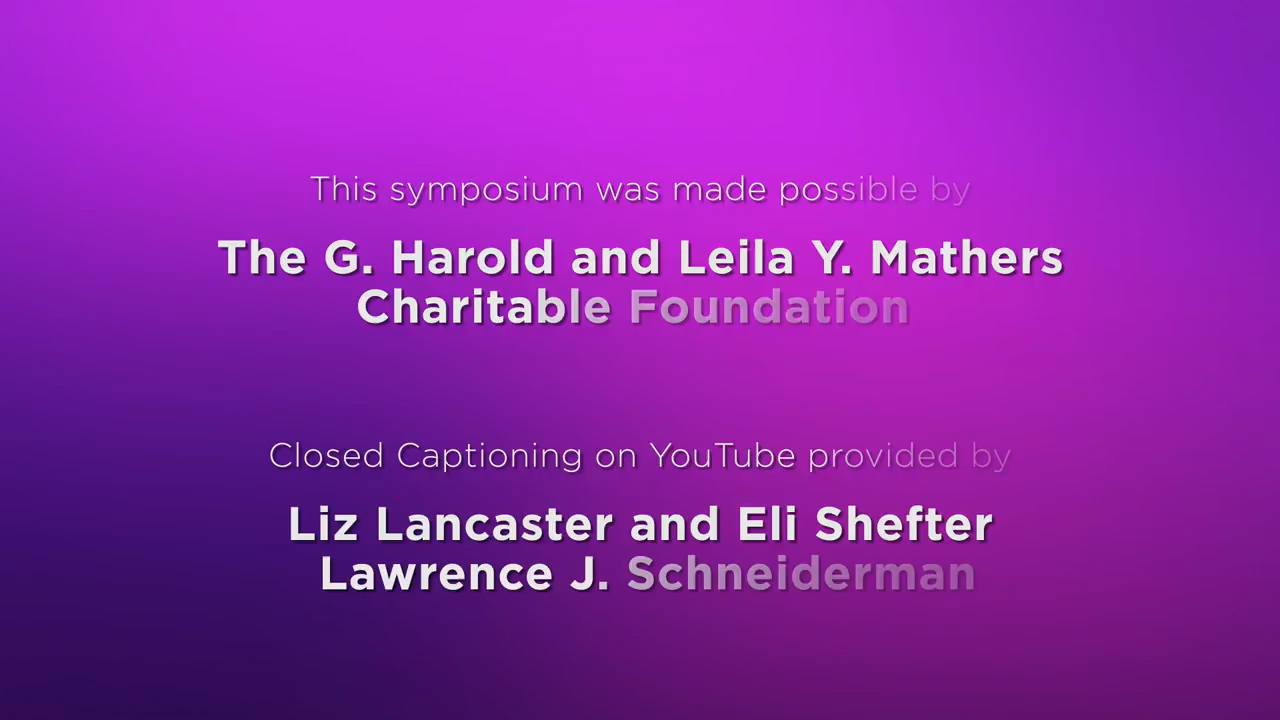 This symposium was made possible by
The G. Harold and Leila Y. Mathers
Charitable Foundation
Closed Captioning on YouTube provided by
Liz Lancaster and Eli Shefter
Lawrence J. Schneiderman